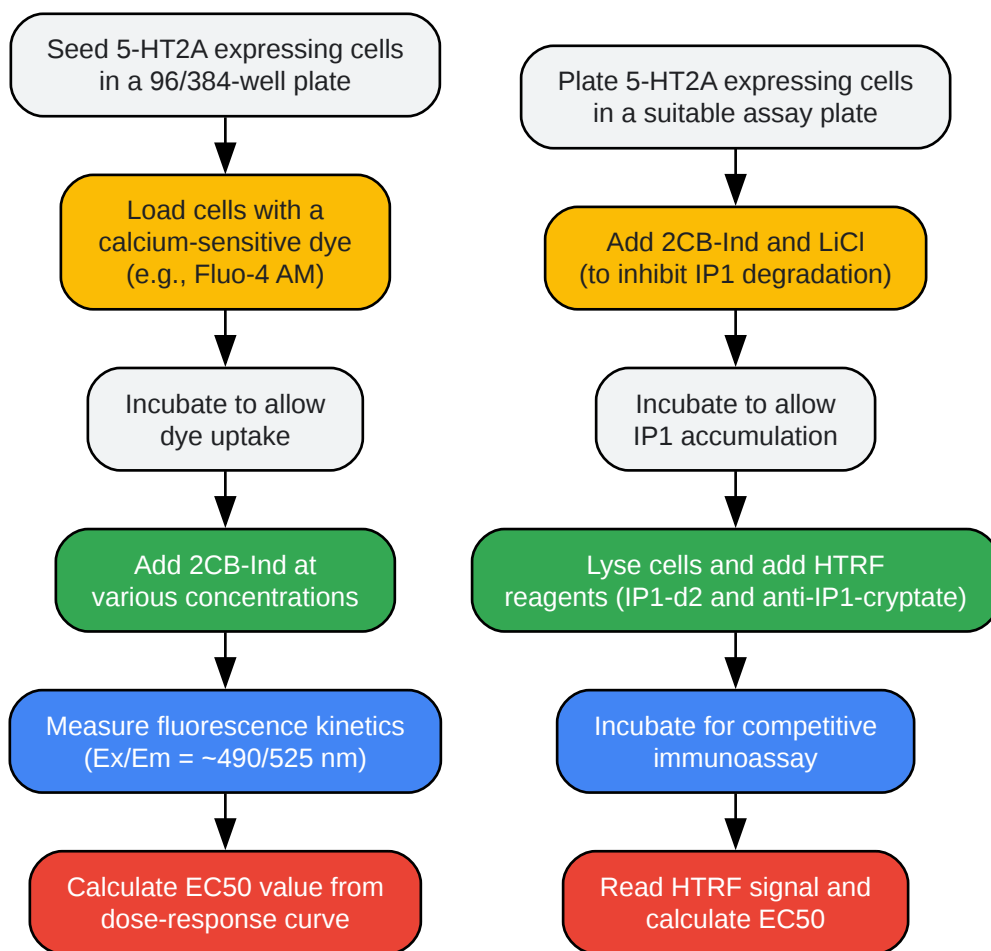 Seed 5-HT2A expressing cells
in a 96/384-well plate
Load cells with a
calcium-sensitive dye
(e.g., Fluo-4 AM)
Incubate to allow
dye uptake
Add 2CB-Ind at
various concentrations
Measure fluorescence kinetics
(Ex/Em = ~490/525 nm)
Calculate EC50 value from
dose-response curve
Plate 5-HT2A expressing cells
in a suitable assay plate
Add 2CB-Ind and LiCl
(to inhibit IP1 degradation)
Incubate to allow
IP1 accumulation
Lyse cells and add HTRF
reagents (IP1-d2 and anti-IP1-cryptate)
Incubate for competitive
immunoassay
Read HTRF signal and
calculate EC50